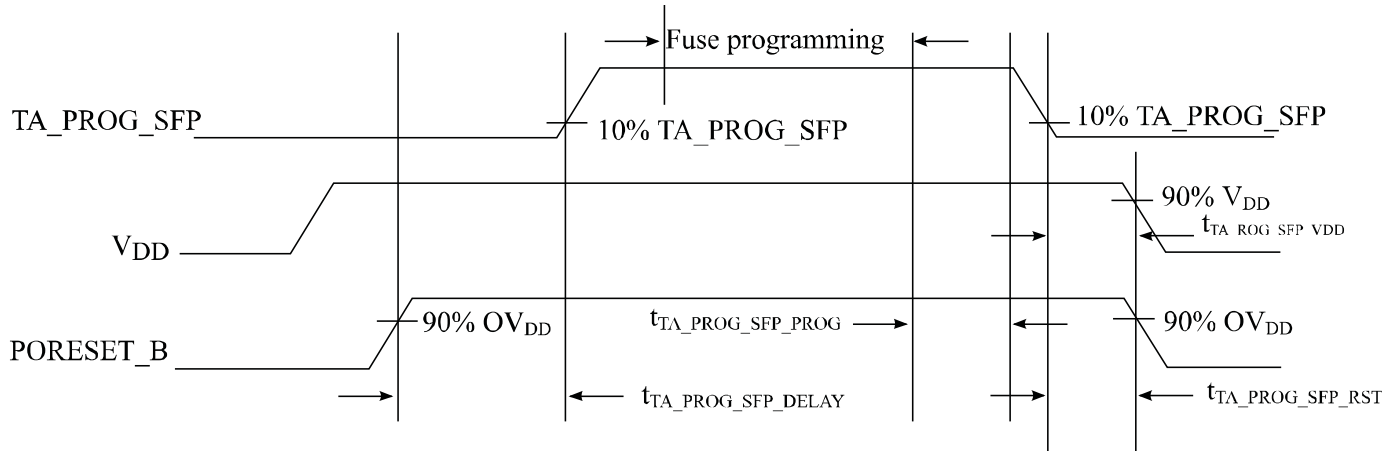 Fuse programming
TA_PROG_SFP
10% TA_PROG_SFP
10% TA_PROG_SFP
90% VDD
tTA_ROG_SFP_VDD
VDD
90% OVDD
tTA_PROG_SFP_PROG
90% OVDD
PORESET_B
tTA_PROG_SFP_DELAY
tTA_PROG_SFP_RST